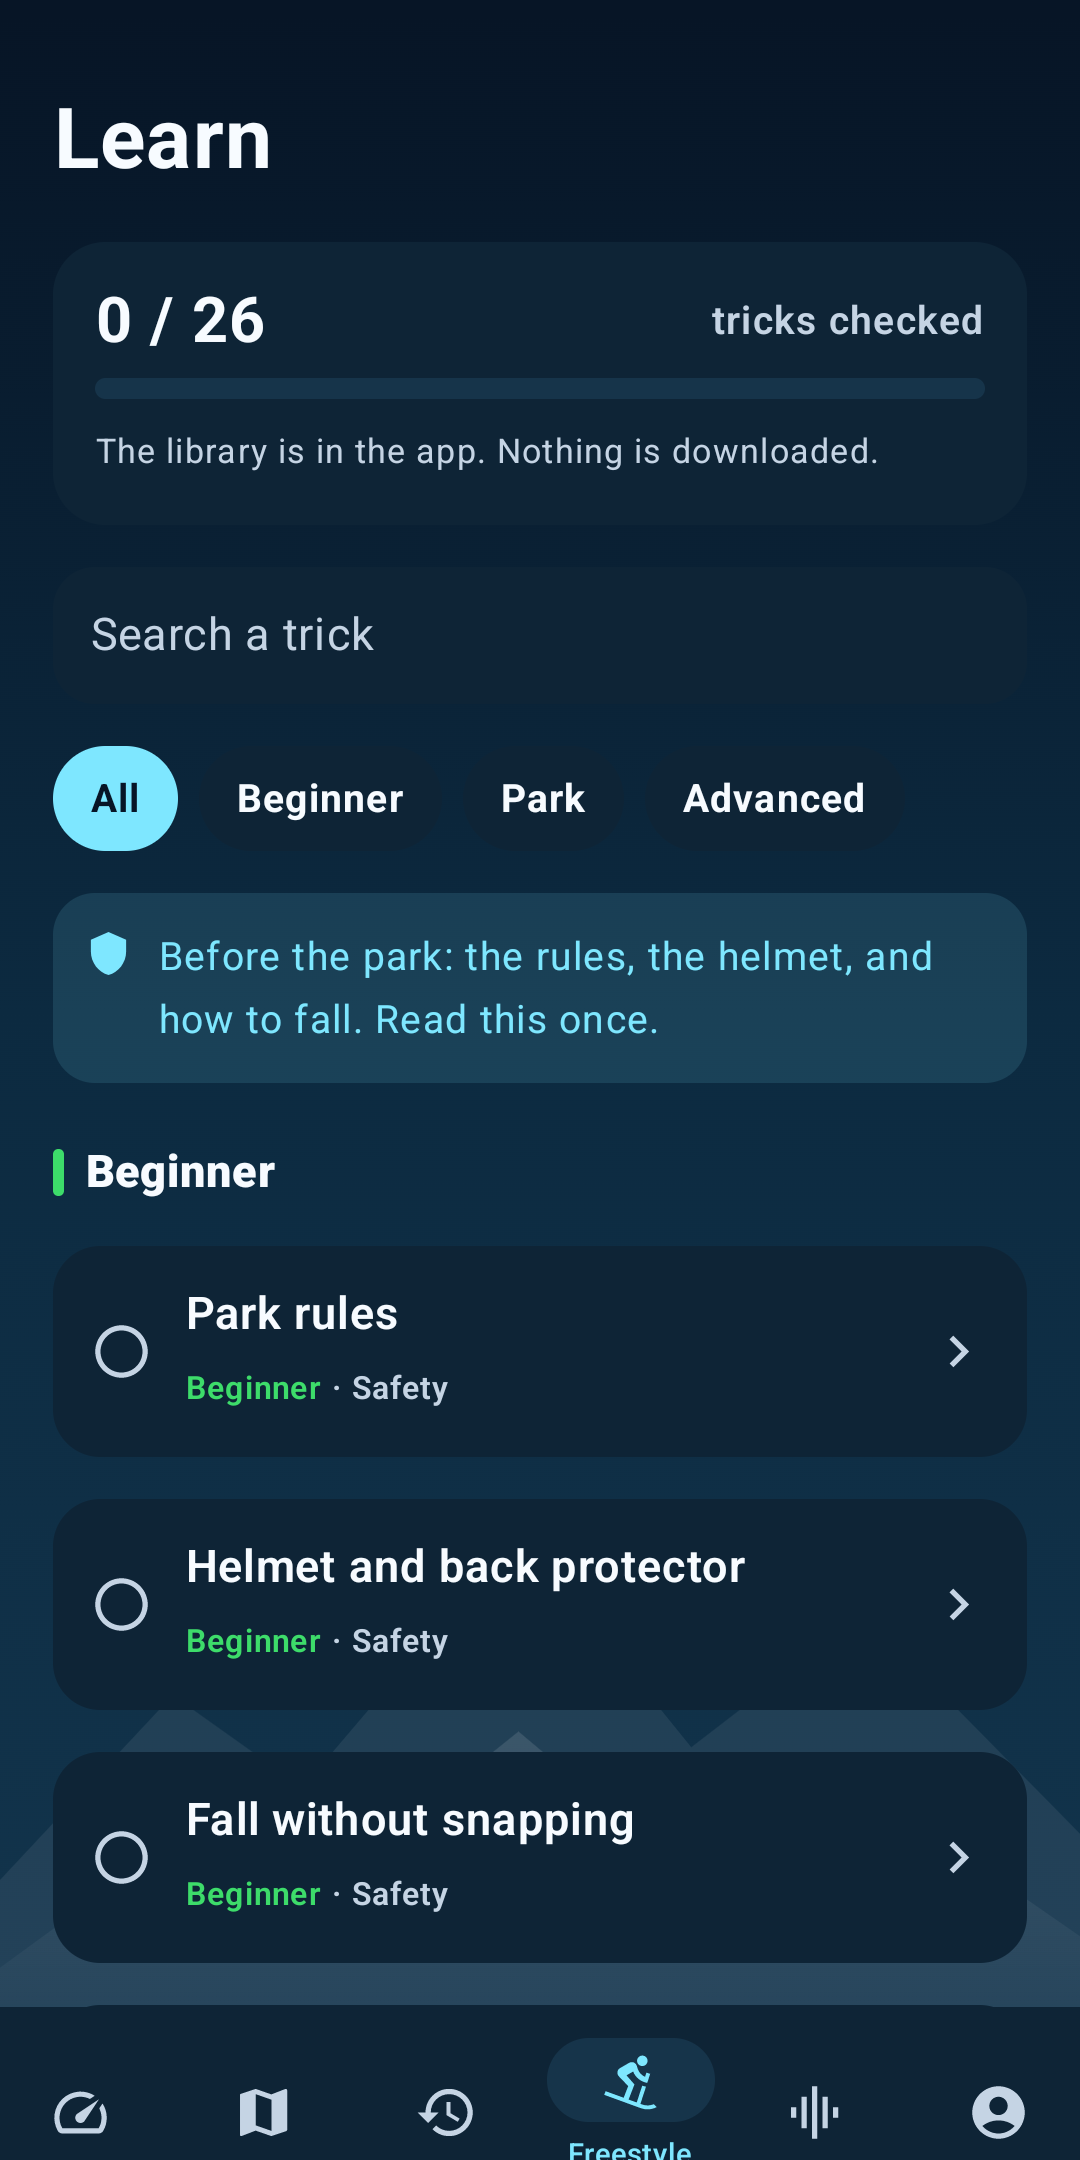 Learn
0 / 26
tricks checked
The library is in the app. Nothing is downloaded.
Search a trick
All
Beginner
Park
Advanced
Before the park: the rules, the helmet, and
how to fall. Read this once.
Beginner
Park rules
Beginner · Safety
Helmet and back protector
Beginner · Safety
Fall without snapping
Beginner · Safety
Freestyle